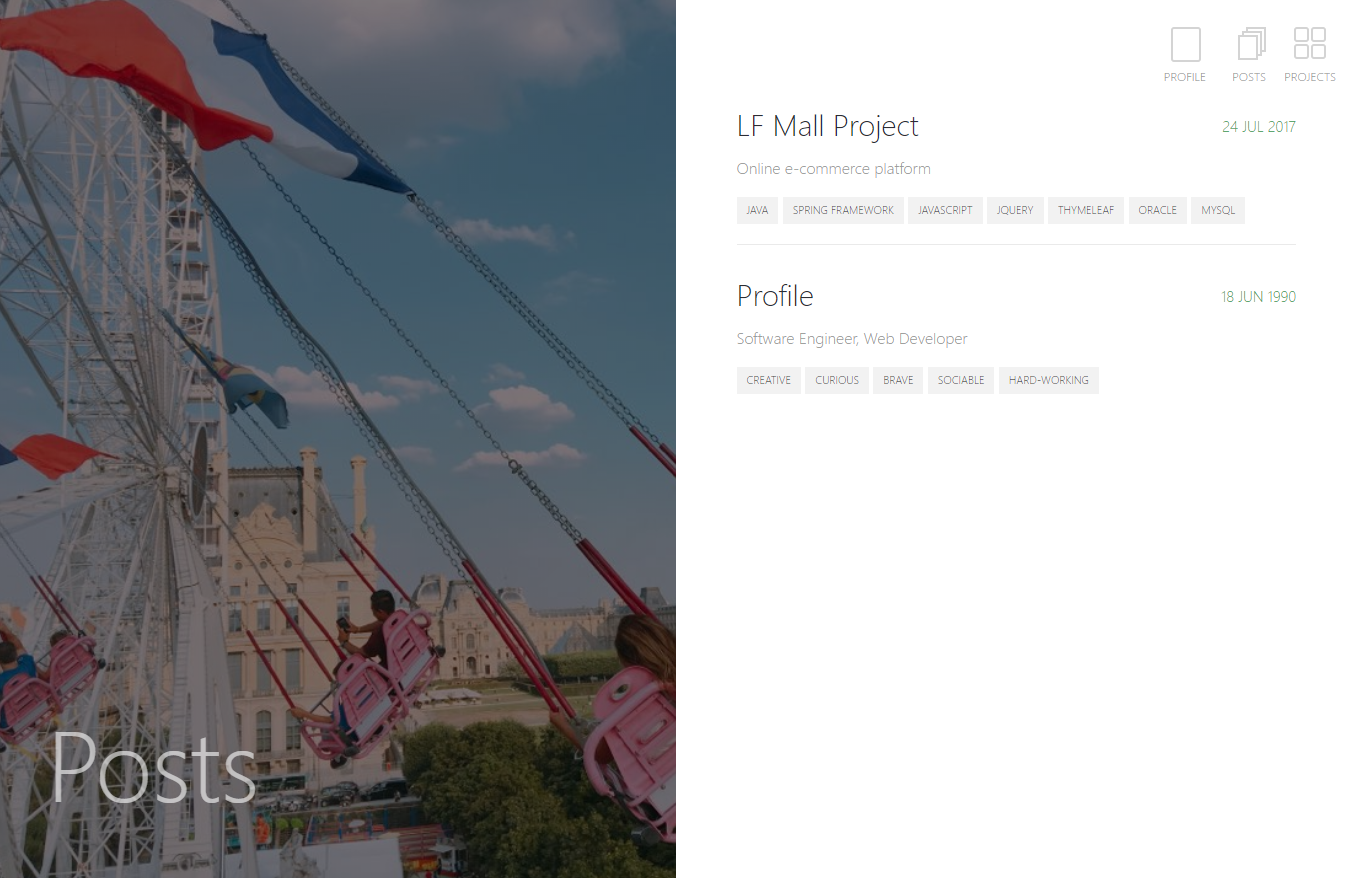 PROFILE POSTS PROJECTS
LF Mall Project 24 JUL 2017
Online e-commerce platform
JAVA SPRING FRAMEWORK JAVASCRIPT JQUERY THYMELEAF ORACLE MYSQL
Profile 18 JUN 1990
Software Engineer, Web Developer
CREATIVE CURIOUS BRAVE SOCIABLE HARD-WORKING
Posts